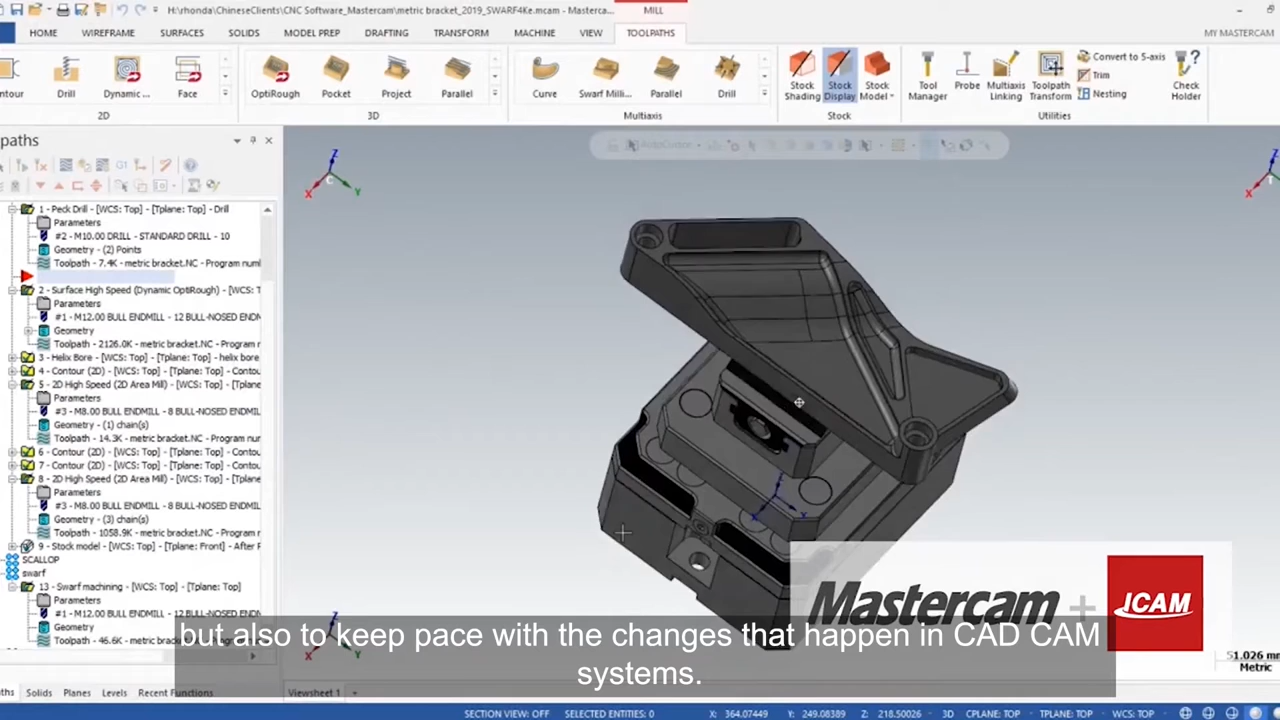 H:\rhonda\ChineseClients\CNC Software_Mastercam\metric bracket_2019_SWARF4Ke.mcam - Masterca...
MILL
HOME WIREFRAME SURFACES SOLIDS MODEL PREP DRAFTING TRANSFORM MACHINE VIEW TOOLPATHS MY MASTERCAM
ontour Drill Dynamic ... Face OptiRough Pocket Project Parallel Curve Swarf Milli... Parallel Drill
Stock Shading Stock Display Stock Model Tool Manager Probe Multiaxis Linking Toolpath Transform
Convert to 5-axis
Trim
Nesting
Check Holder
2D 3D Multiaxis Stock Utilities
paths
AutoCursor
1 - Peck Drill - [WCS: Top] - [Tplane: Top] - Drill
Parameters
#2 - M10.00 DRILL - STANDARD DRILL - 10
Geometry - (2) Points
Toolpath - 7.4K - metric bracket.NC - Program num
2 - Surface High Speed (Dynamic OptiRough) - [WCS: T
Parameters
#1 - M12.00 BULL ENDMILL - 12 BULL-NOSED ENDM
Geometry
Toolpath - 2126.0K - metric bracket.NC - Program
3 - Helix Bore - [WCS: Top] - [Tplane: Top] - helix bore
4 - Contour (2D) - [WCS: Top] - [Tplane: Top] - Contou
5 - 2D High Speed (2D Area Mill) - [WCS: Top] - [Tplane
Parameters
#3 - M8.00 BULL ENDMILL - 8 BULL-NOSED ENDMIL
Geometry - (1) chain(s)
Toolpath - 14.3K - metric bracket.NC - Program nu
6 - Contour (2D) - [WCS: Top] - [Tplane: Top] - Contou
7 - Contour (2D) - [WCS: Top] - [Tplane: Top] - Contou
8 - 2D High Speed (2D Area Mill) - [WCS: Top] - [Tplane
Parameters
#3 - M8.00 BULL ENDMILL - 8 BULL-NOSED ENDMIL
Geometry - (3) chain(s)
Toolpath - 1058.9K - metric bracket.NC - Program n
9 - Stock model - [WCS: Top] - [Tplane: Front] - After F
SCALLOP
swarf
13 - Swarf machining - [WCS: Top] - [Tplane: Top]
Parameters
#1 - M12.00 BULL ENDMILL - 12 BULL-NOSED ENDM
Geometry
Toolpath - 46.6K - metric bracket.NC - Program nu
Z
X
C
Y
Z
X
Z
X
Mastercam + ICAM
but also to keep pace with the changes that happen in CAD CAM
systems.
51.026 mm
Metric
paths Solids Planes Levels Recent Functions Viewsheet 1
SECTION VIEW: OFF SELECTED ENTITIES: 0 X: 364.07449 Y: 249.08389 Z: 218.50026 3D CPLANE: TOP TPLANE: TOP WCS: TOP